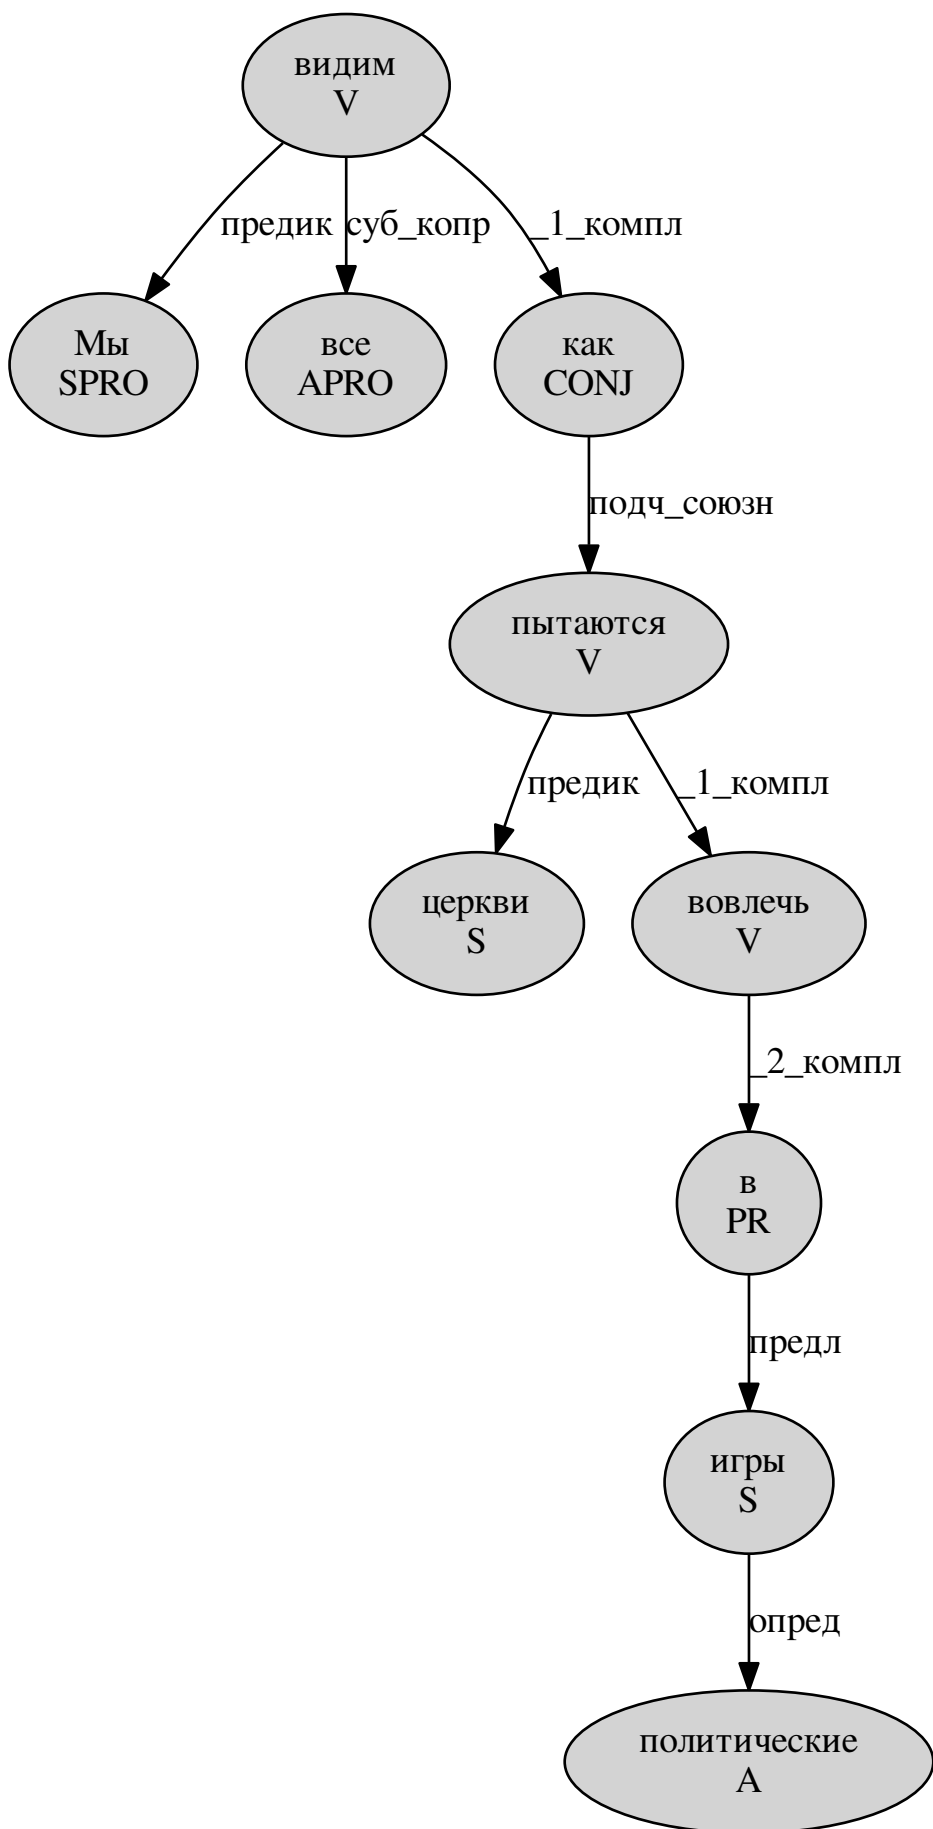 видим
V
предик
суб_копр
_1_компл
Мы
SPRO
все
APRO
как
CONJ
подч_союзн
пытаются
V
предик
_1_компл
церкви
S
вовлечь
V
_2_компл
в
PR
предл
игры
S
опред
политические
A